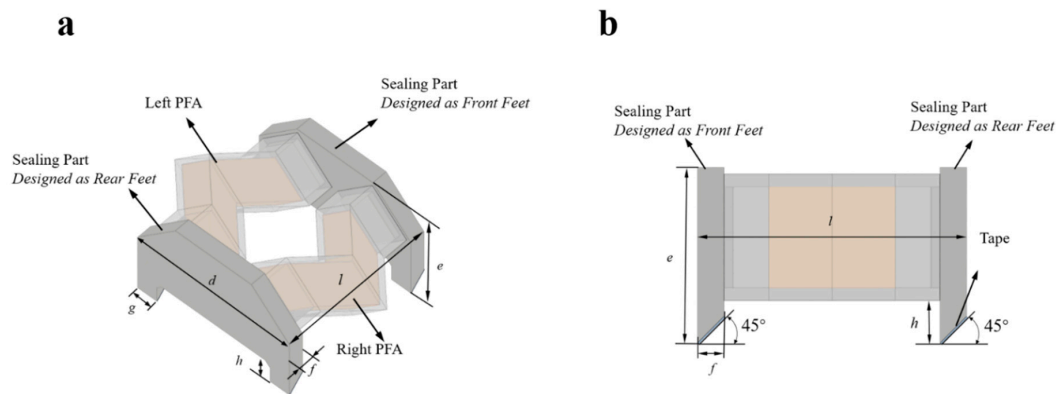 a
Left PFA
Sealing Part
Designed as Front Feet
Sealing Part
Designed as Rear Feet
d
l
e
g
h
f
Right PFA
b
Sealing Part
Designed as Front Feet
Sealing Part
Designed as Rear Feet
l
e
Tape
h
45°
45°
f